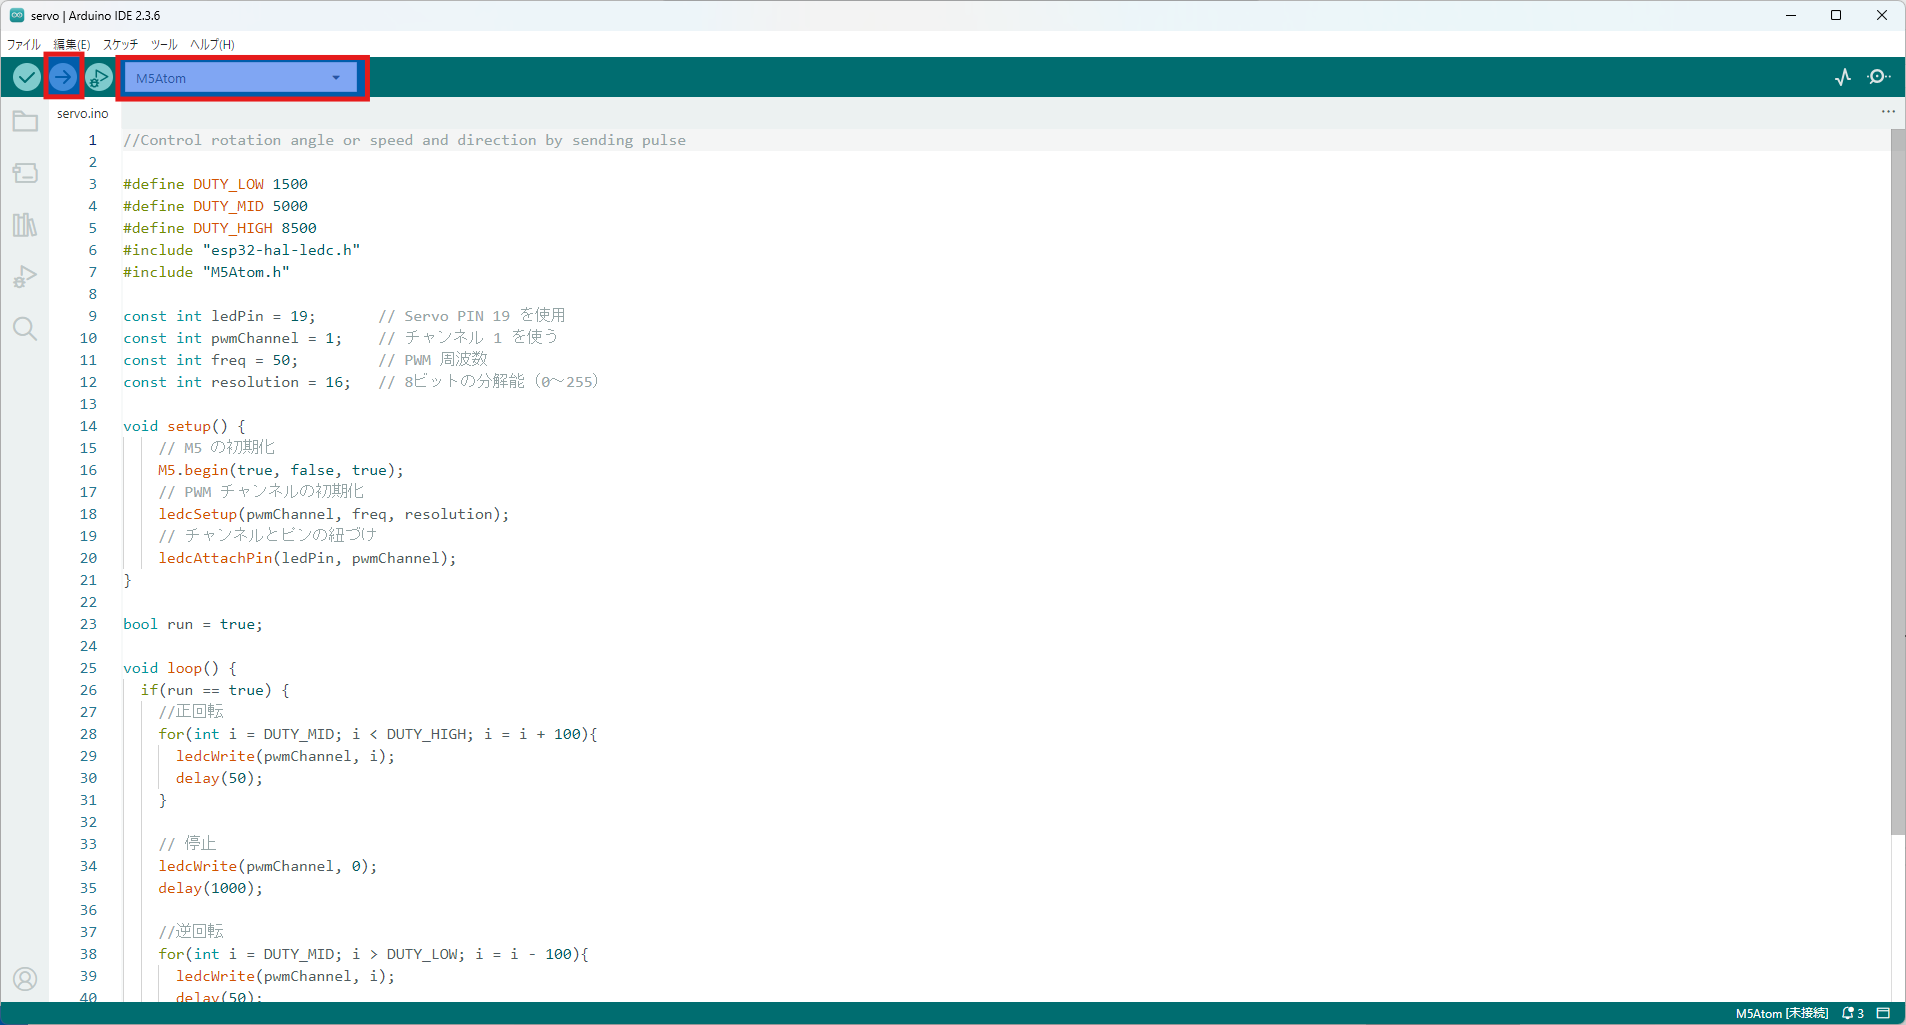 servo | Arduino IDE 2.3.6
ファイル 編集(E) スケッチ ツール ヘルプ(H)
M5Atom
servo.ino
1 //Control rotation angle or speed and direction by sending pulse
2
3 #define DUTY_LOW 1500
4 #define DUTY_MID 5000
5 #define DUTY_HIGH 8500
6 #include "esp32-hal-ledc.h"
7 #include "M5Atom.h"
8
9 const int ledPin = 19; // Servo PIN 19 を使用
10 const int pwmChannel = 1; // チャンネル 1 を使う
11 const int freq = 50; // PWM 周波数
12 const int resolution = 16; // 8ビットの分解能（0～255）
13
14 void setup() {
15 // M5 の初期化
16 M5.begin(true, false, true);
17 // PWM チャンネルの初期化
18 ledcSetup(pwmChannel, freq, resolution);
19 // チャンネルとピンの紐づけ
20 ledcAttachPin(ledPin, pwmChannel);
21 }
22
23 bool run = true;
24
25 void loop() {
26 if(run == true) {
27 //正回転
28 for(int i = DUTY_MID; i < DUTY_HIGH; i = i + 100){
29 ledcWrite(pwmChannel, i);
30 delay(50);
31 }
32
33 // 停止
34 ledcWrite(pwmChannel, 0);
35 delay(1000);
36
37 //逆回転
38 for(int i = DUTY_MID; i > DUTY_LOW; i = i - 100){
39 ledcWrite(pwmChannel, i);
40 delay(50);
M5Atom [未接続] 3